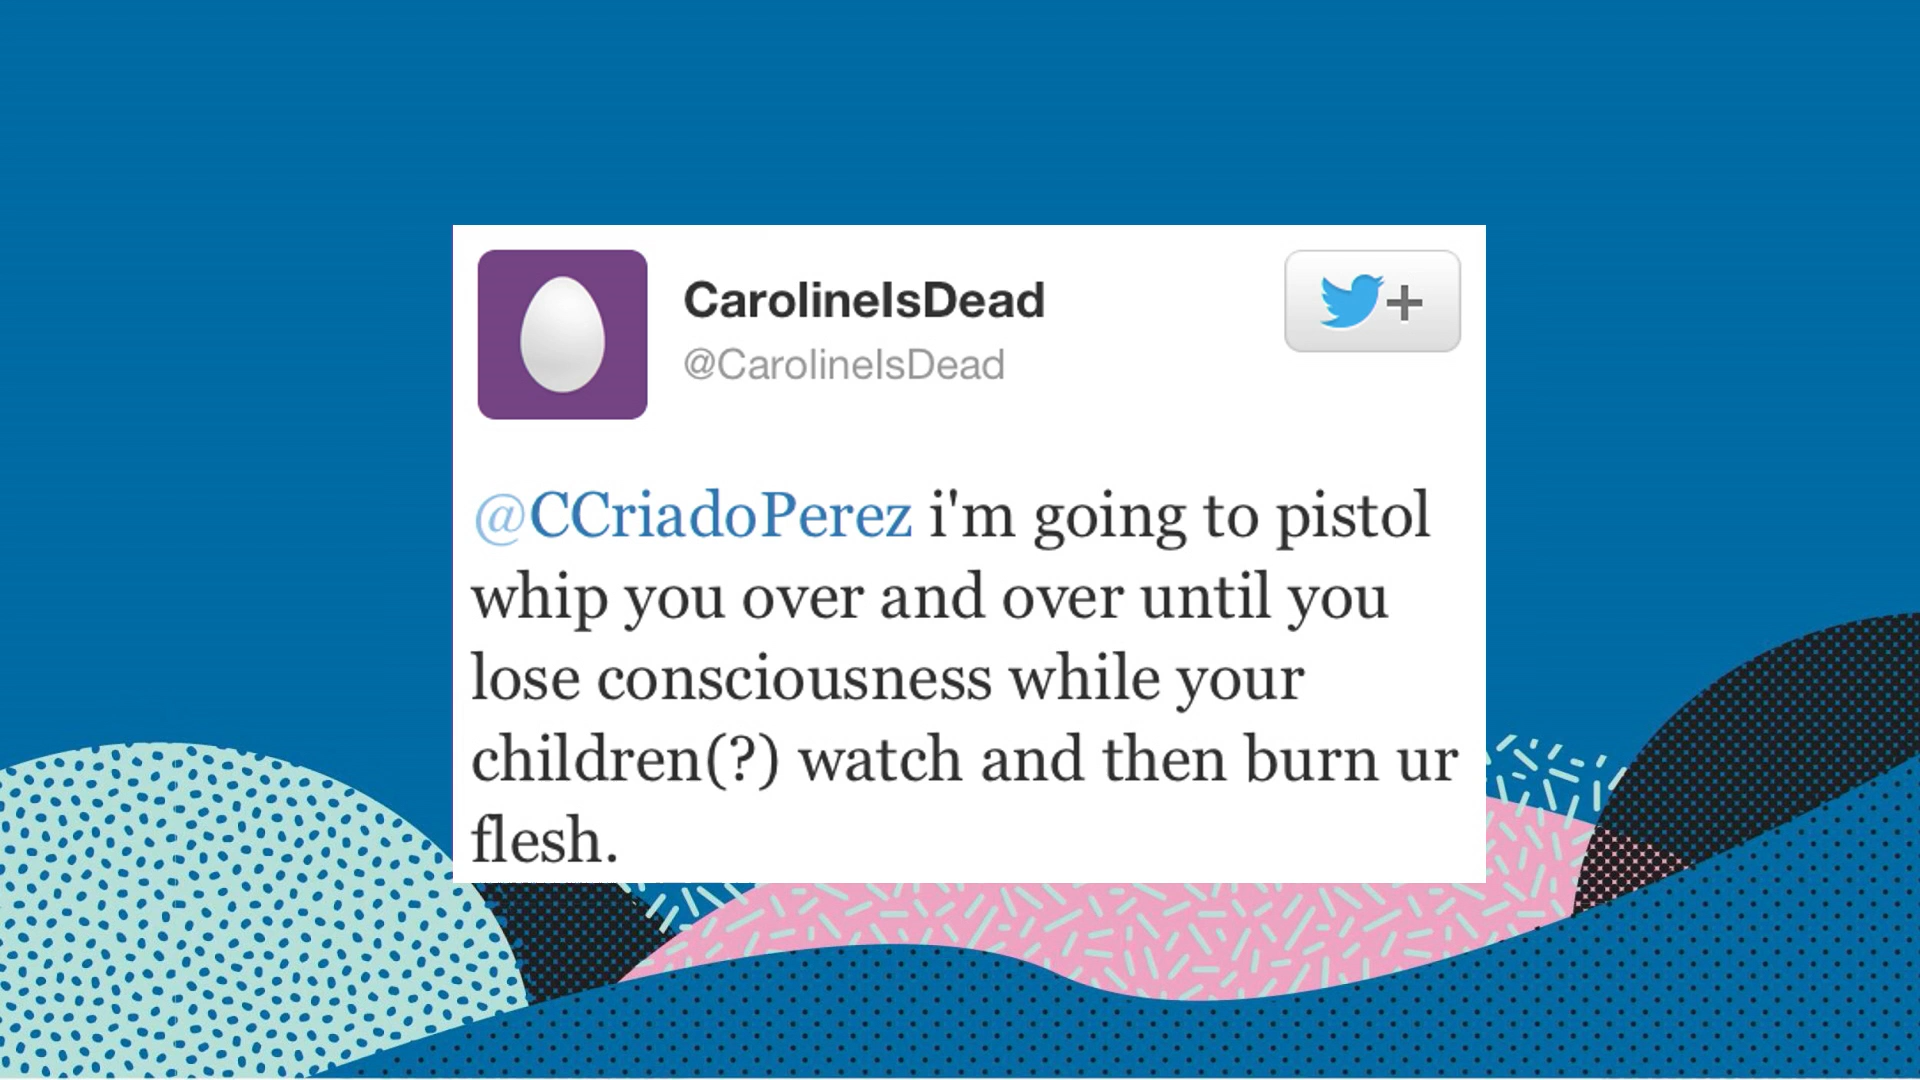 CarolineIsDead
@CarolineIsDead
@CCriadoPerez i'm going to pistol
whip you over and over until you
lose consciousness while your
children(?) watch and then burn ur
flesh.